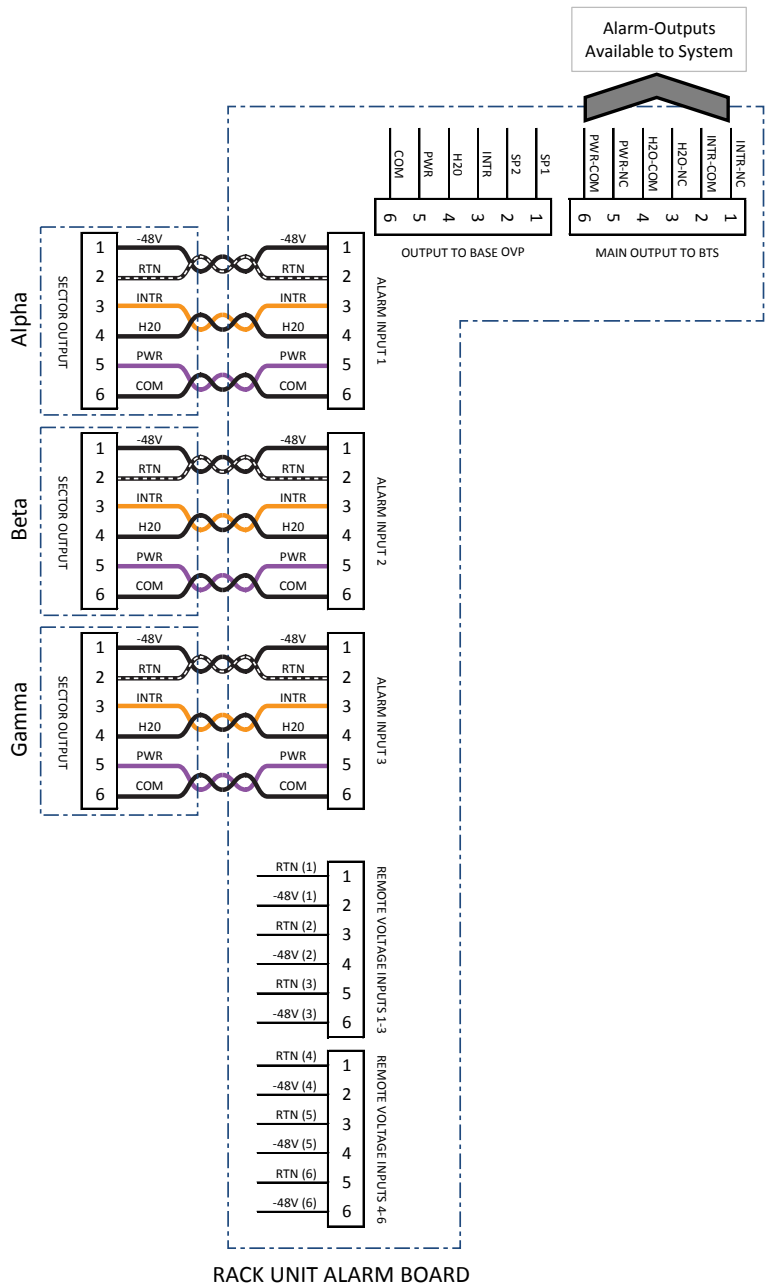 Alarm-Outputs
Available to System
COM
PWR
H20
INTR
SP2
SP1
6 5 4 3 2 1
OUTPUT TO BASE OVP
PWR-COM
PWR-NC
H2O-COM
H2O-NC
INTR-COM
INTR-NC
6 5 4 3 2 1
MAIN OUTPUT TO BTS
Alpha
SECTOR OUTPUT
1 -48V -48V 1
2 RTN RTN 2
3 INTR INTR 3
4 H20 H20 4
5 PWR PWR 5
6 COM COM 6
ALARM INPUT 1
Beta
SECTOR OUTPUT
1 -48V -48V 1
2 RTN RTN 2
3 INTR INTR 3
4 H20 H20 4
5 PWR PWR 5
6 COM COM 6
ALARM INPUT 2
Gamma
SECTOR OUTPUT
1 -48V -48V 1
2 RTN RTN 2
3 INTR INTR 3
4 H20 H20 4
5 PWR PWR 5
6 COM COM 6
ALARM INPUT 3
RTN (1) 1
-48V (1) 2
RTN (2) 3
-48V (2) 4
RTN (3) 5
-48V (3) 6
REMOTE VOLTAGE INPUTS 1-3
RTN (4) 1
-48V (4) 2
RTN (5) 3
-48V (5) 4
RTN (6) 5
-48V (6) 6
REMOTE VOLTAGE INPUTS 4-6
RACK UNIT ALARM BOARD